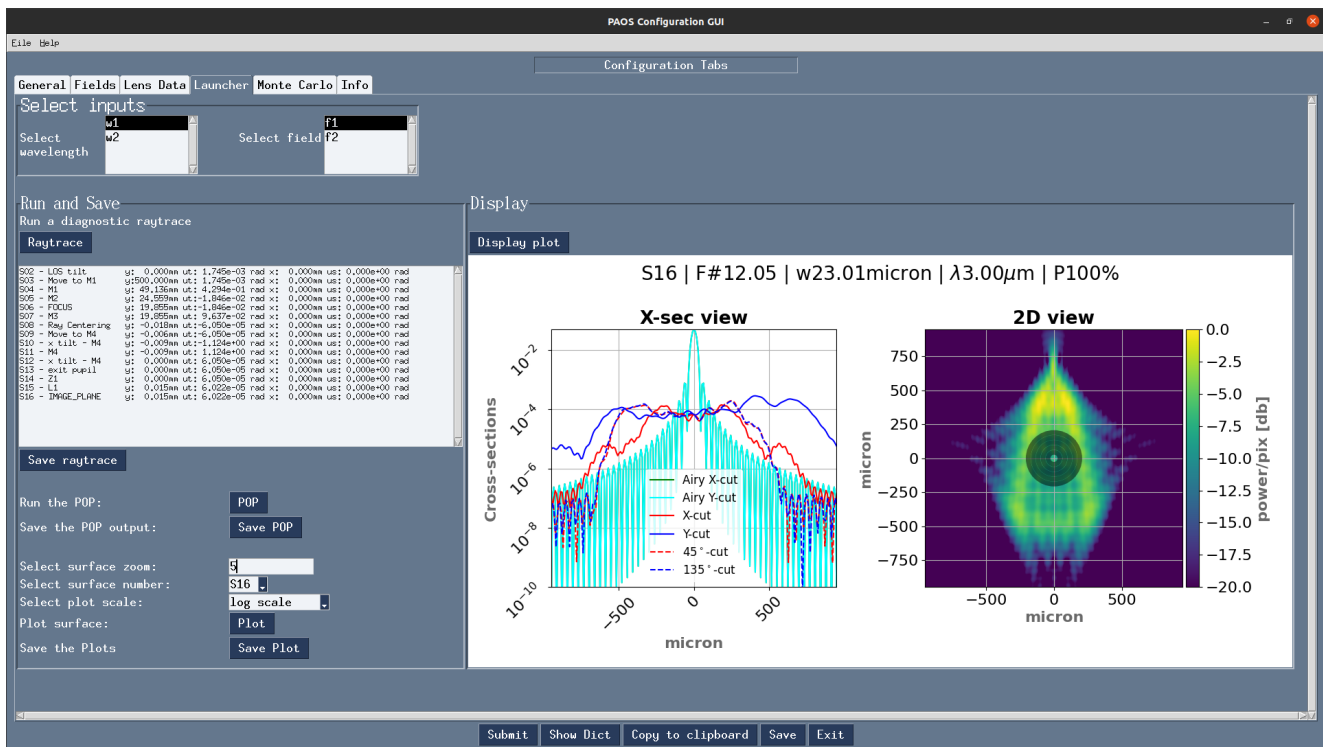 PAOS Configuration GUI
File Help
Configuration Tabs
General Fields Lens Data Launcher Monte Carlo Info
Select inputs
Select wavelength
w1
w2
Select field
f1
f2
Run and Save
Run a diagnostic raytrace
Raytrace
S02 - LOS tilt y: 0.000mm ut: 1.745e-03 rad x: 0.000mm us: 0.000e+00 rad
S03 - Move to M1 y:500.000mm ut: 1.745e-03 rad x: 0.000mm us: 0.000e+00 rad
S04 - M1 y: 49.136mm ut: 4.294e-01 rad x: 0.000mm us: 0.000e+00 rad
S05 - M2 y: 24.559mm ut:-1.846e-02 rad x: 0.000mm us: 0.000e+00 rad
S06 - FOCUS y: 19.855mm ut:-1.846e-02 rad x: 0.000mm us: 0.000e+00 rad
S07 - M3 y: 19.855mm ut: 9.637e-02 rad x: 0.000mm us: 0.000e+00 rad
S08 - Ray Centering y: -0.018mm ut:-6.050e-05 rad x: 0.000mm us: 0.000e+00 rad
S09 - Move to M4 y: -0.006mm ut:-6.050e-05 rad x: 0.000mm us: 0.000e+00 rad
S10 - x tilt - M4 y: -0.009mm ut:-1.124e+00 rad x: 0.000mm us: 0.000e+00 rad
S11 - M4 y: -0.009mm ut: 1.124e+00 rad x: 0.000mm us: 0.000e+00 rad
S12 - x tilt - M4 y: 0.000mm ut: 6.050e-05 rad x: 0.000mm us: 0.000e+00 rad
S13 - exit pupil y: 0.000mm ut: 6.050e-05 rad x: 0.000mm us: 0.000e+00 rad
S14 - Z1 y: 0.000mm ut: 6.050e-05 rad x: 0.000mm us: 0.000e+00 rad
S15 - L1 y: 0.015mm ut: 6.022e-05 rad x: 0.000mm us: 0.000e+00 rad
S16 - IMAGE_PLANE y: 0.015mm ut: 6.022e-05 rad x: 0.000mm us: 0.000e+00 rad
Save raytrace
Run the POP: POP
Save the POP output: Save POP
Select surface zoom: 5
Select surface number: S16
Select plot scale: log scale
Plot surface: Plot
Save the Plots Save Plot
Display
Display plot
S16 | F#12.05 | w23.01micron | λ3.00μm | P100%
X-sec view
Cross-sections
10⁻²
10⁻⁴
10⁻⁶
10⁻⁸
10⁻¹⁰
−500 0 500
micron
Airy X-cut
Airy Y-cut
X-cut
Y-cut
45°-cut
135°-cut
2D view
micron
750
500
250
0
−250
−500
−750
−500 0 500
micron
0.0
−2.5
−5.0
−7.5
−10.0
−12.5
−15.0
−17.5
−20.0
power/pix [db]
Submit Show Dict Copy to clipboard Save Exit